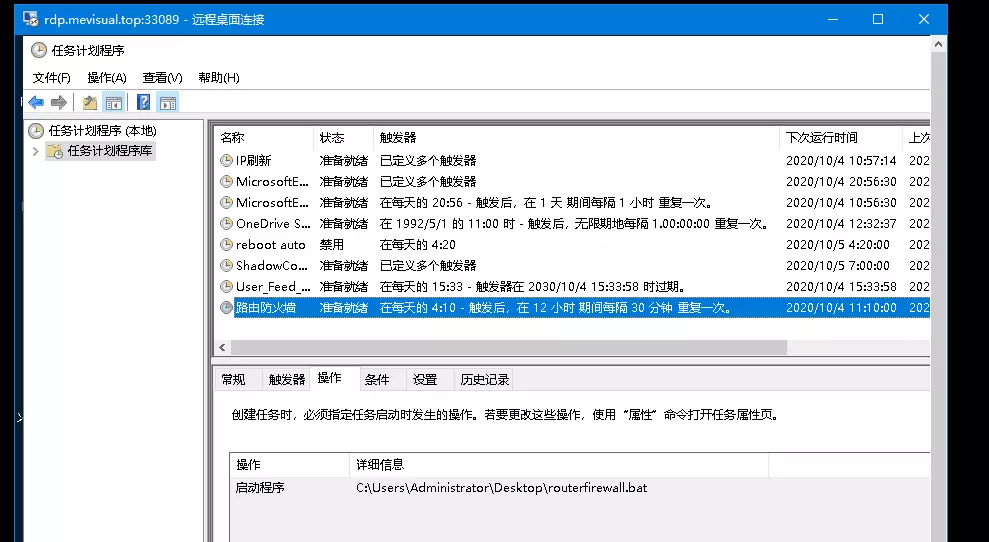 rdp.mevisual.top:33089 - 远程桌面连接
任务计划程序
文件(F) 操作(A) 查看(V) 帮助(H)
任务计划程序 (本地)
任务计划程序库
名称 状态 触发器 下次运行时间 上次
IP刷新 准备就绪 已定义多个触发器 2020/10/4 10:57:14 202
MicrosoftE... 准备就绪 已定义多个触发器 2020/10/4 20:56:30 202
MicrosoftE... 准备就绪 在每天的 20:56 - 触发后,在 1 天 期间每隔 1 小时 重复一次。 2020/10/4 10:56:30 202
OneDrive S... 准备就绪 在 1992/5/1 的 11:00 时 - 触发后,无限期地每隔 1.00:00:00 重复一次。 2020/10/4 12:32:37 202
reboot auto 禁用 在每天的 4:20 2020/10/5 4:20:00 202
ShadowCo... 准备就绪 已定义多个触发器 2020/10/5 7:00:00 202
User_Feed_... 准备就绪 在每天的 15:33 - 触发器在 2030/10/4 15:33:58 时过期。 2020/10/4 15:33:58 202
路由防火墙 准备就绪 在每天的 4:10 - 触发后,在 12 小时 期间每隔 30 分钟 重复一次。 2020/10/4 11:10:00 202
常规 触发器 操作 条件 设置 历史记录
创建任务时,必须指定任务启动时发生的操作。若要更改这些操作,使用“属性”命令打开任务属性页。
操作 详细信息
启动程序 C:\Users\Administrator\Desktop\routerfirewall.bat